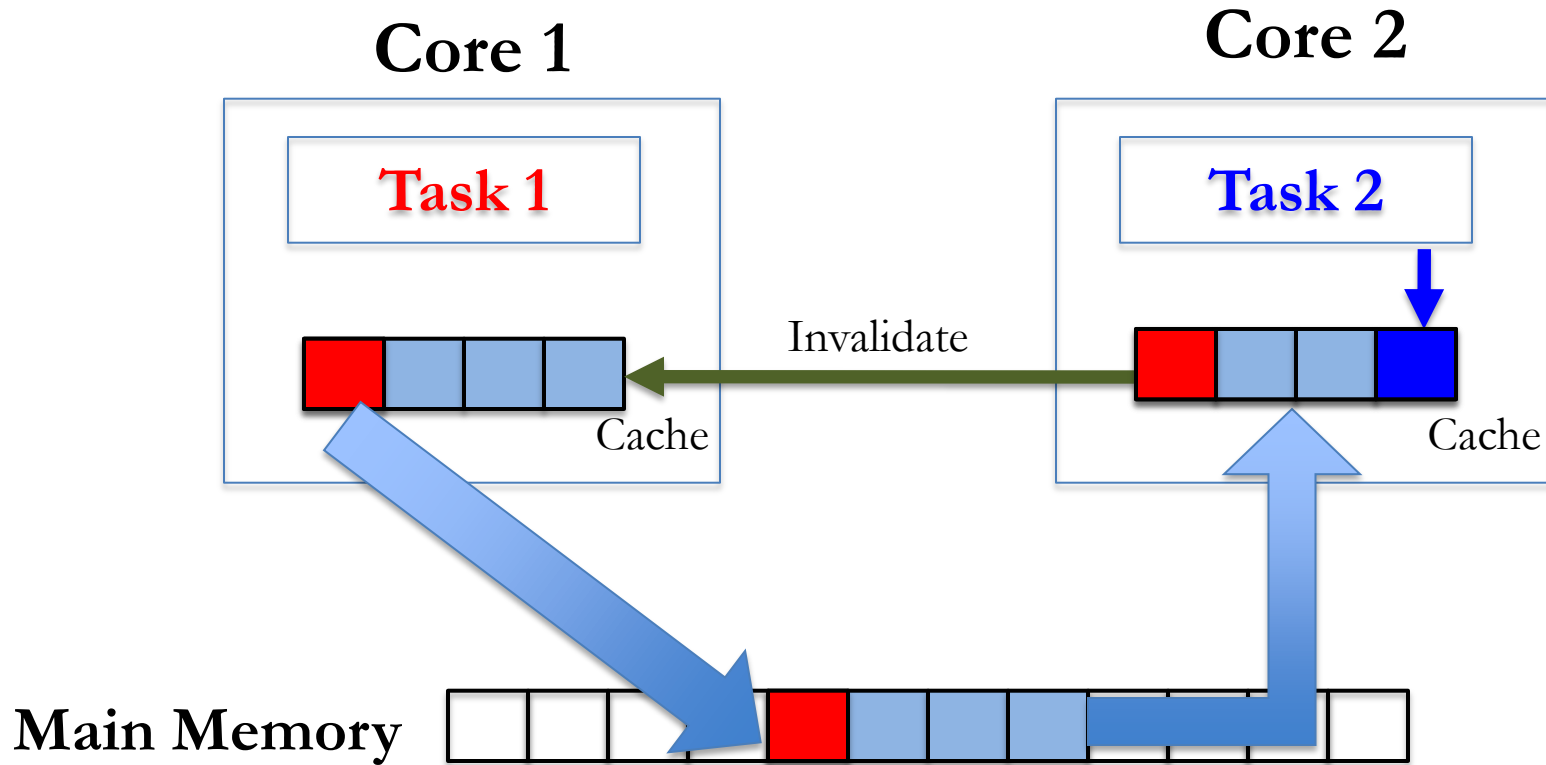 Core 1
Core 2
Task 1
Task 2
Invalidate
Cache
Cache
Main Memory